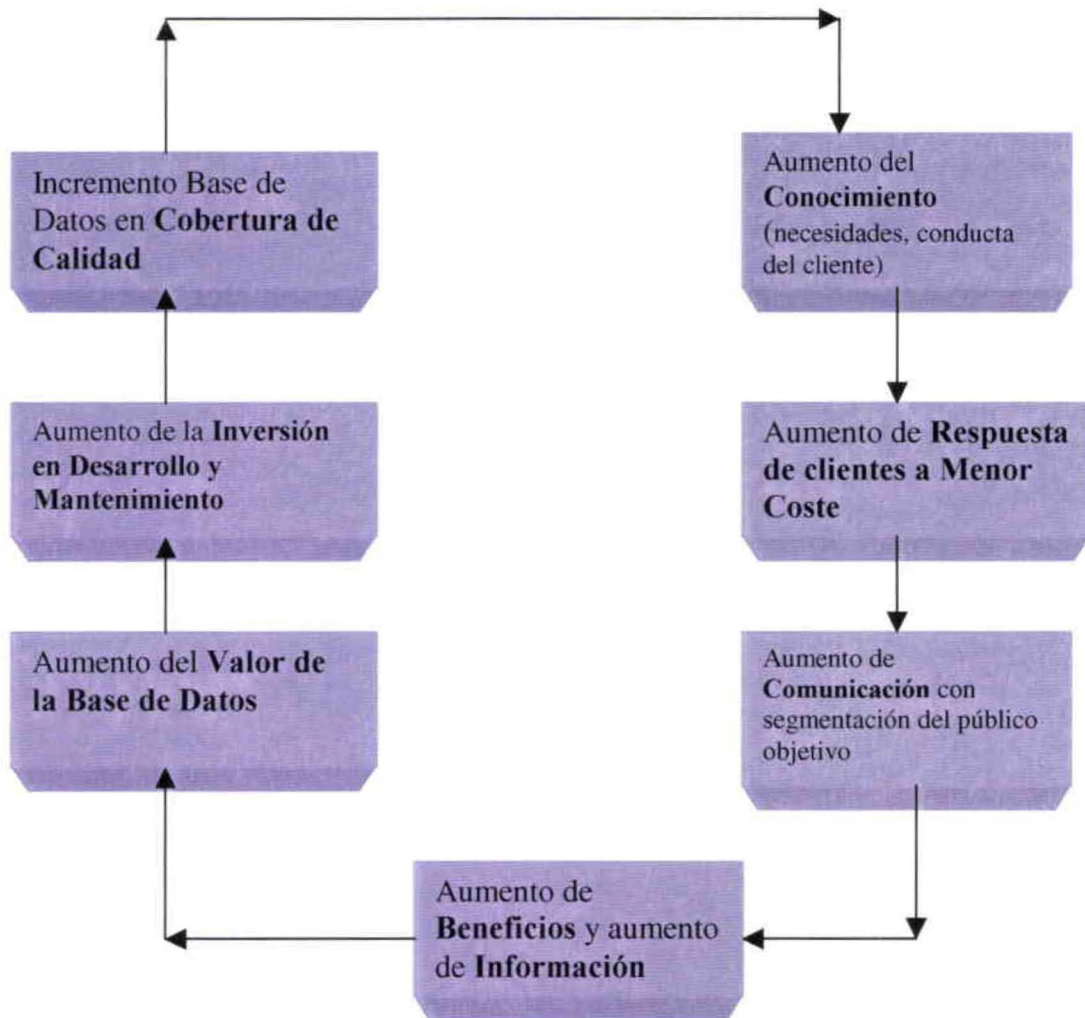 Incremento Base de
Datos en Cobertura de
Calidad
Aumento del
Conocimiento
(necesidades, conducta
del cliente)
Aumento de la Inversión
en Desarrollo y
Mantenimiento
Aumento de Respuesta
de clientes a Menor
Coste
Aumento del Valor de
la Base de Datos
Aumento de
Comunicación con
segmentación del público
objetivo
Aumento de
Beneficios y aumento
de Información